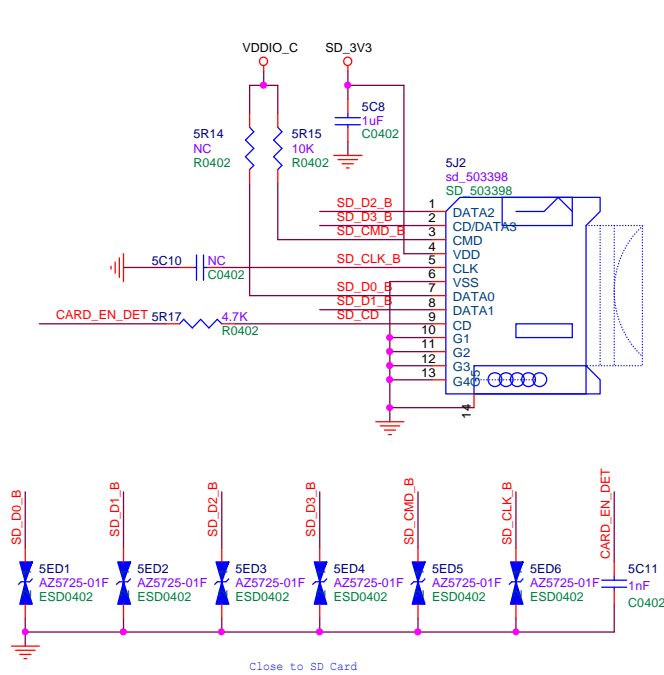 VDDIO_C SD_3V3
5R14 5R15 5C8
NC 10K 1uF
R0402 R0402 C0402
5J2
sd_503398
SD_503398
SD_D2_B 1 DATA2
SD_D3_B 2 CD/DATA3
SD_CMD_B 3 CMD
4 VDD
5C10 NC SD_CLK_B 5 CLK
C0402 6 VSS
SD_D0_B 7 DATA0
SD_D1_B 8 DATA1
CARD_EN_DET 5R17 4.7K SD_CD 9 CD
R0402
10 G1
11 G2
12 G3
13 G4
G5
14
SD_D0_B
SD_D1_B
SD_D2_B
SD_D3_B
SD_CMD_B
SD_CLK_B
CARD_EN_DET
5ED1 5ED2 5ED3 5ED4 5ED5 5ED6 5C11
AZ5725-01F AZ5725-01F AZ5725-01F AZ5725-01F AZ5725-01F AZ5725-01F 1nF
ESD0402 ESD0402 ESD0402 ESD0402 ESD0402 ESD0402 C0402
Close to SD Card